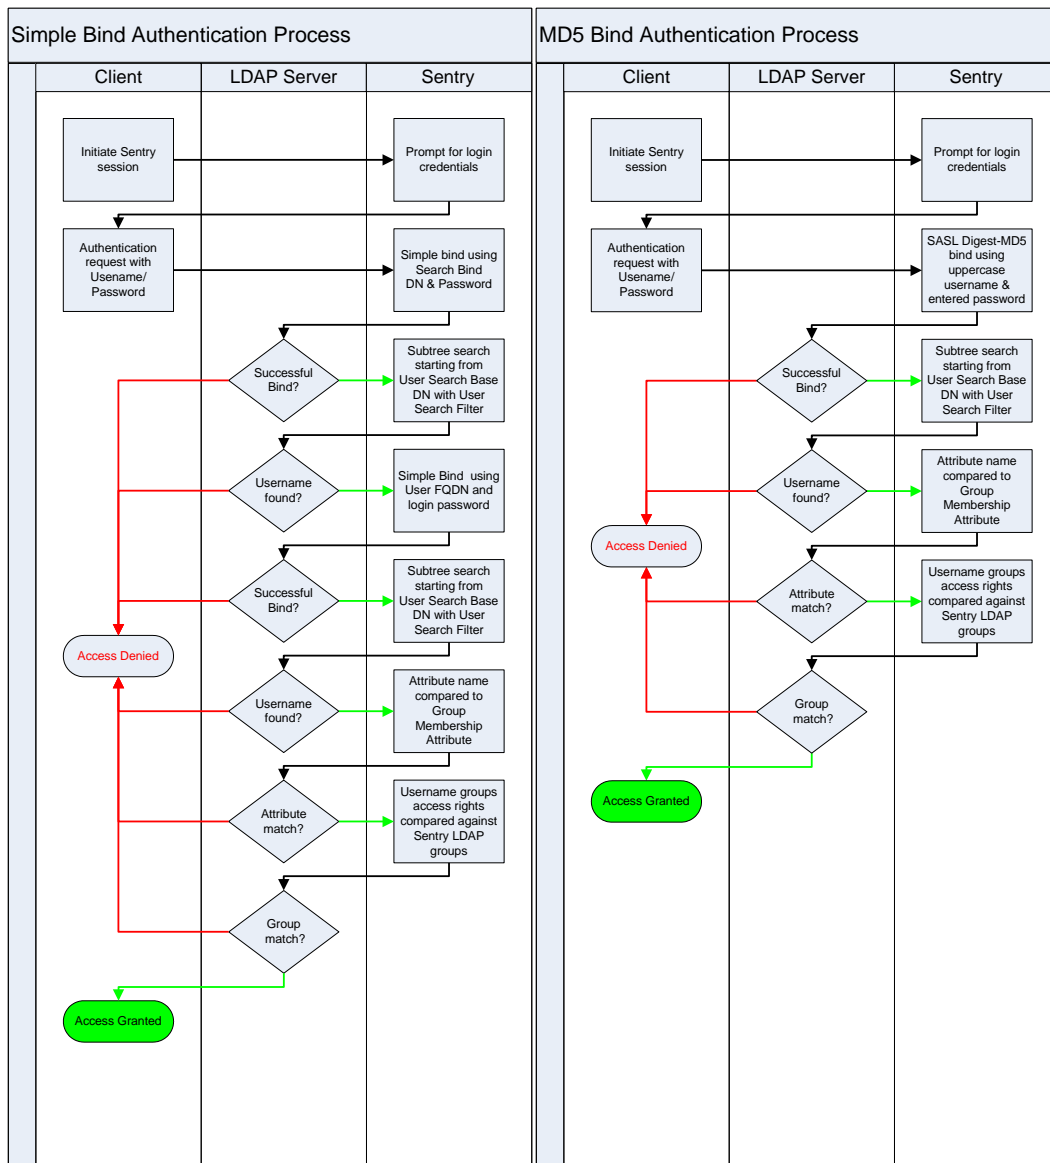 Simple Bind Authentication Process
Client
LDAP Server
Sentry
Initiate Sentry
session
Prompt for login
credentials
Authentication
request with
Usename/
Password
Simple bind using
Search Bind
DN & Password
Successful
Bind?
Subtree search
starting from
User Search Base
DN with User
Search Filter
Username
found?
Simple Bind  using
User FQDN and
login password
Successful
Bind?
Subtree search
starting from
User Search Base
DN with User
Search Filter
Access Denied
Username
found?
Attribute name
compared to
Group
Membership
Attribute
Attribute
match?
Username groups
access rights
compared against
Sentry LDAP
groups
Group
match?
Access Granted
MD5 Bind Authentication Process
Client
LDAP Server
Sentry
Initiate Sentry
session
Prompt for login
credentials
Authentication
request with
Usename/
Password
SASL Digest-MD5
bind using
uppercase
username &
entered password
Successful
Bind?
Subtree search
starting from
User Search Base
DN with User
Search Filter
Username
found?
Attribute name
compared to
Group
Membership
Attribute
Access Denied
Attribute
match?
Username groups
access rights
compared against
Sentry LDAP
groups
Group
match?
Access Granted